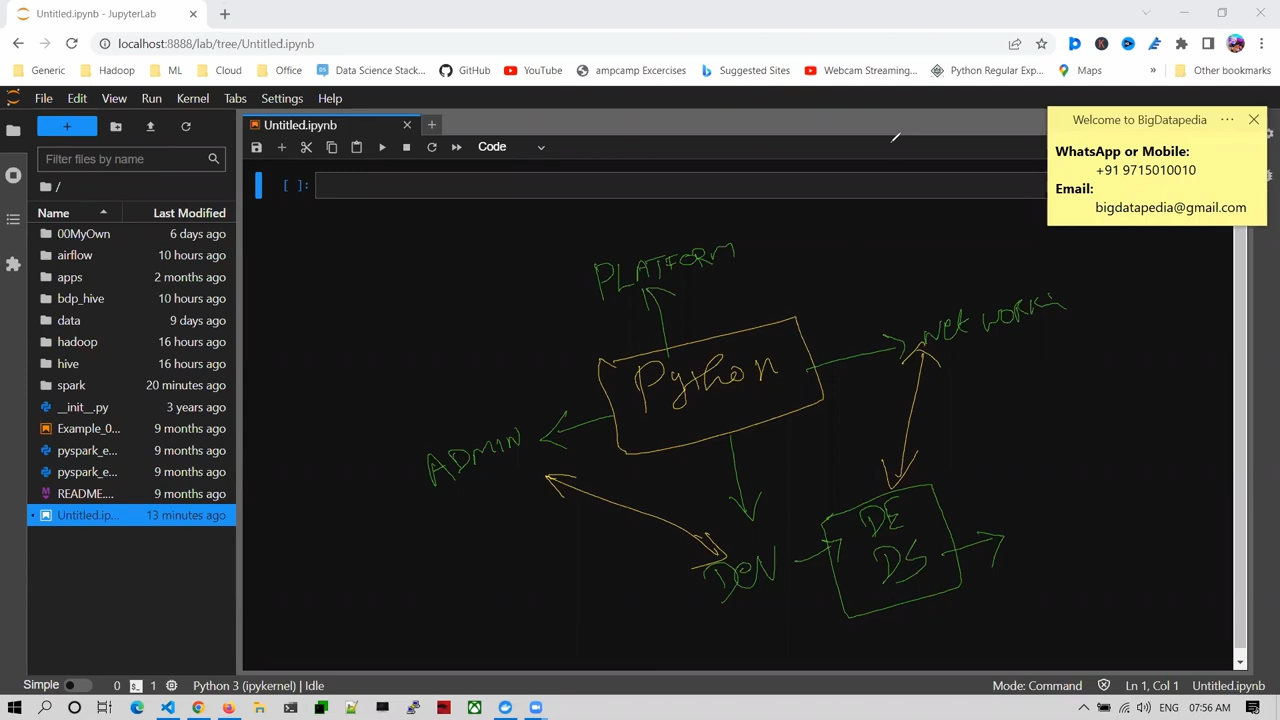 Untitled.ipynb - JupyterLab
localhost:8888/lab/tree/Untitled.ipynb
Generic Hadoop ML Cloud Office Data Science Stack... GitHub YouTube ampcamp Excercises Suggested Sites Webcam Streaming... Python Regular Exp... Maps » Other bookmarks
File Edit View Run Kernel Tabs Settings Help
Untitled.ipynb
Code
Filter files by name
/
Name Last Modified
00MyOwn 6 days ago
airflow 10 hours ago
apps 2 months ago
bdp_hive 10 hours ago
data 9 days ago
hadoop 16 hours ago
hive 16 hours ago
spark 20 minutes ago
__init__.py 3 years ago
Example_0... 9 months ago
pyspark_e... 9 months ago
pyspark_e... 9 months ago
README.... 9 months ago
Untitled.ip... 13 minutes ago
[ ]:
Welcome to BigDatapedia
WhatsApp or Mobile:
+91 9715010010
Email:
bigdatapedia@gmail.com
PLATFORM
Python
ADMIN
DE
DS
Simple 0 1 Python 3 (ipykernel) | Idle Mode: Command Ln 1, Col 1 Untitled.ipynb
ENG 07:56 AM